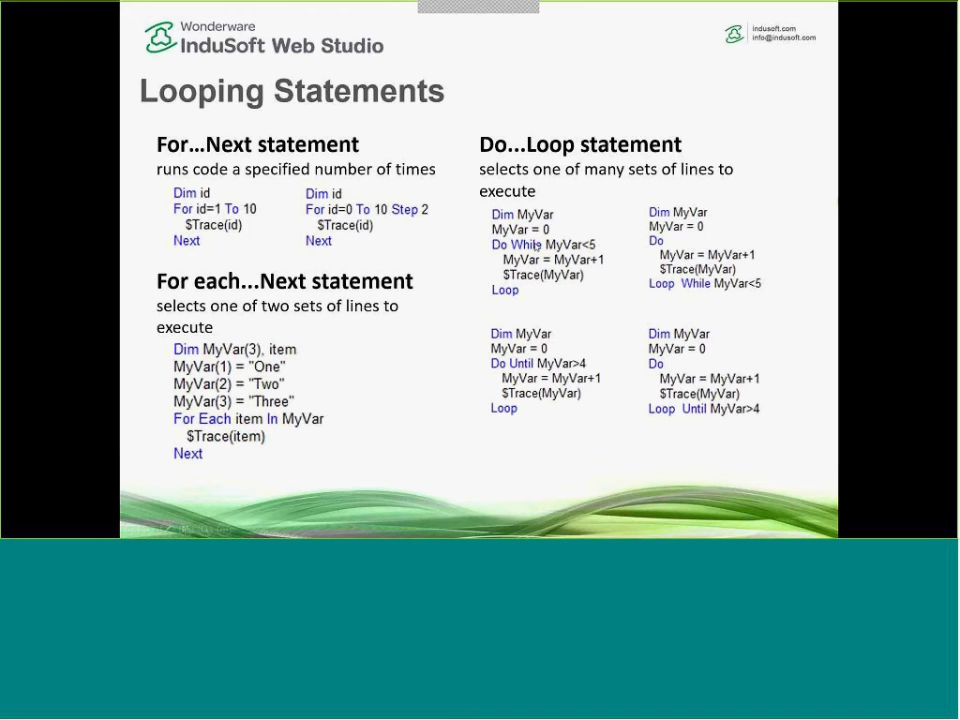 Wonderware
InduSoft Web Studio
indusoft.com
info@indusoft.com
Looping Statements
For...Next statement
runs code a specified number of times
Dim id
For id=1 To 10
$Trace(id)
Next
Dim id
For id=0 To 10 Step 2
$Trace(id)
Next
For each...Next statement
selects one of two sets of lines to
execute
Dim MyVar(3), item
MyVar(1) = "One"
MyVar(2) = "Two"
MyVar(3) = "Three"
For Each item In MyVar
$Trace(item)
Next
Do...Loop statement
selects one of many sets of lines to
execute
Dim MyVar
MyVar = 0
Do While MyVar<5
MyVar = MyVar+1
$Trace(MyVar)
Loop
Dim MyVar
MyVar = 0
Do
MyVar = MyVar+1
$Trace(MyVar)
Loop While MyVar<5
Dim MyVar
MyVar = 0
Do Until MyVar>4
MyVar = MyVar+1
$Trace(MyVar)
Loop
Dim MyVar
MyVar = 0
Do
MyVar = MyVar+1
$Trace(MyVar)
Loop Until MyVar>4